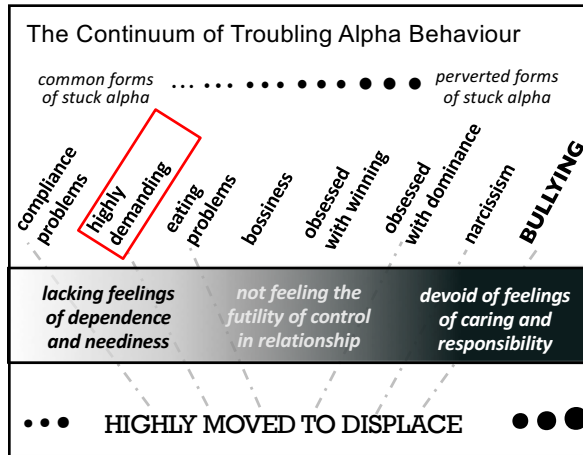 The Continuum of Troubling Alpha Behaviour
common forms
of stuck alpha
perverted forms
of stuck alpha
compliance
problems
highly
demanding
eating
problems
bossiness
obsessed
with winning
obsessed
with dominance
narcissism
BULLYING
lacking feelings
of dependence
and neediness
not feeling the
futility of control
in relationship
devoid of feelings
of caring and
responsibility
HIGHLY MOVED TO DISPLACE